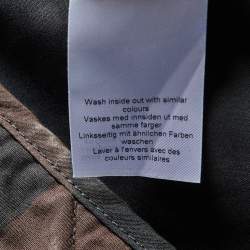 Wash inside out with similar
colours
Vaskes med innsiden ut med
samme farger
Linksseitig mit ähnlichen Farben
waschen
Laver à l'envers avec des
couleurs similaires